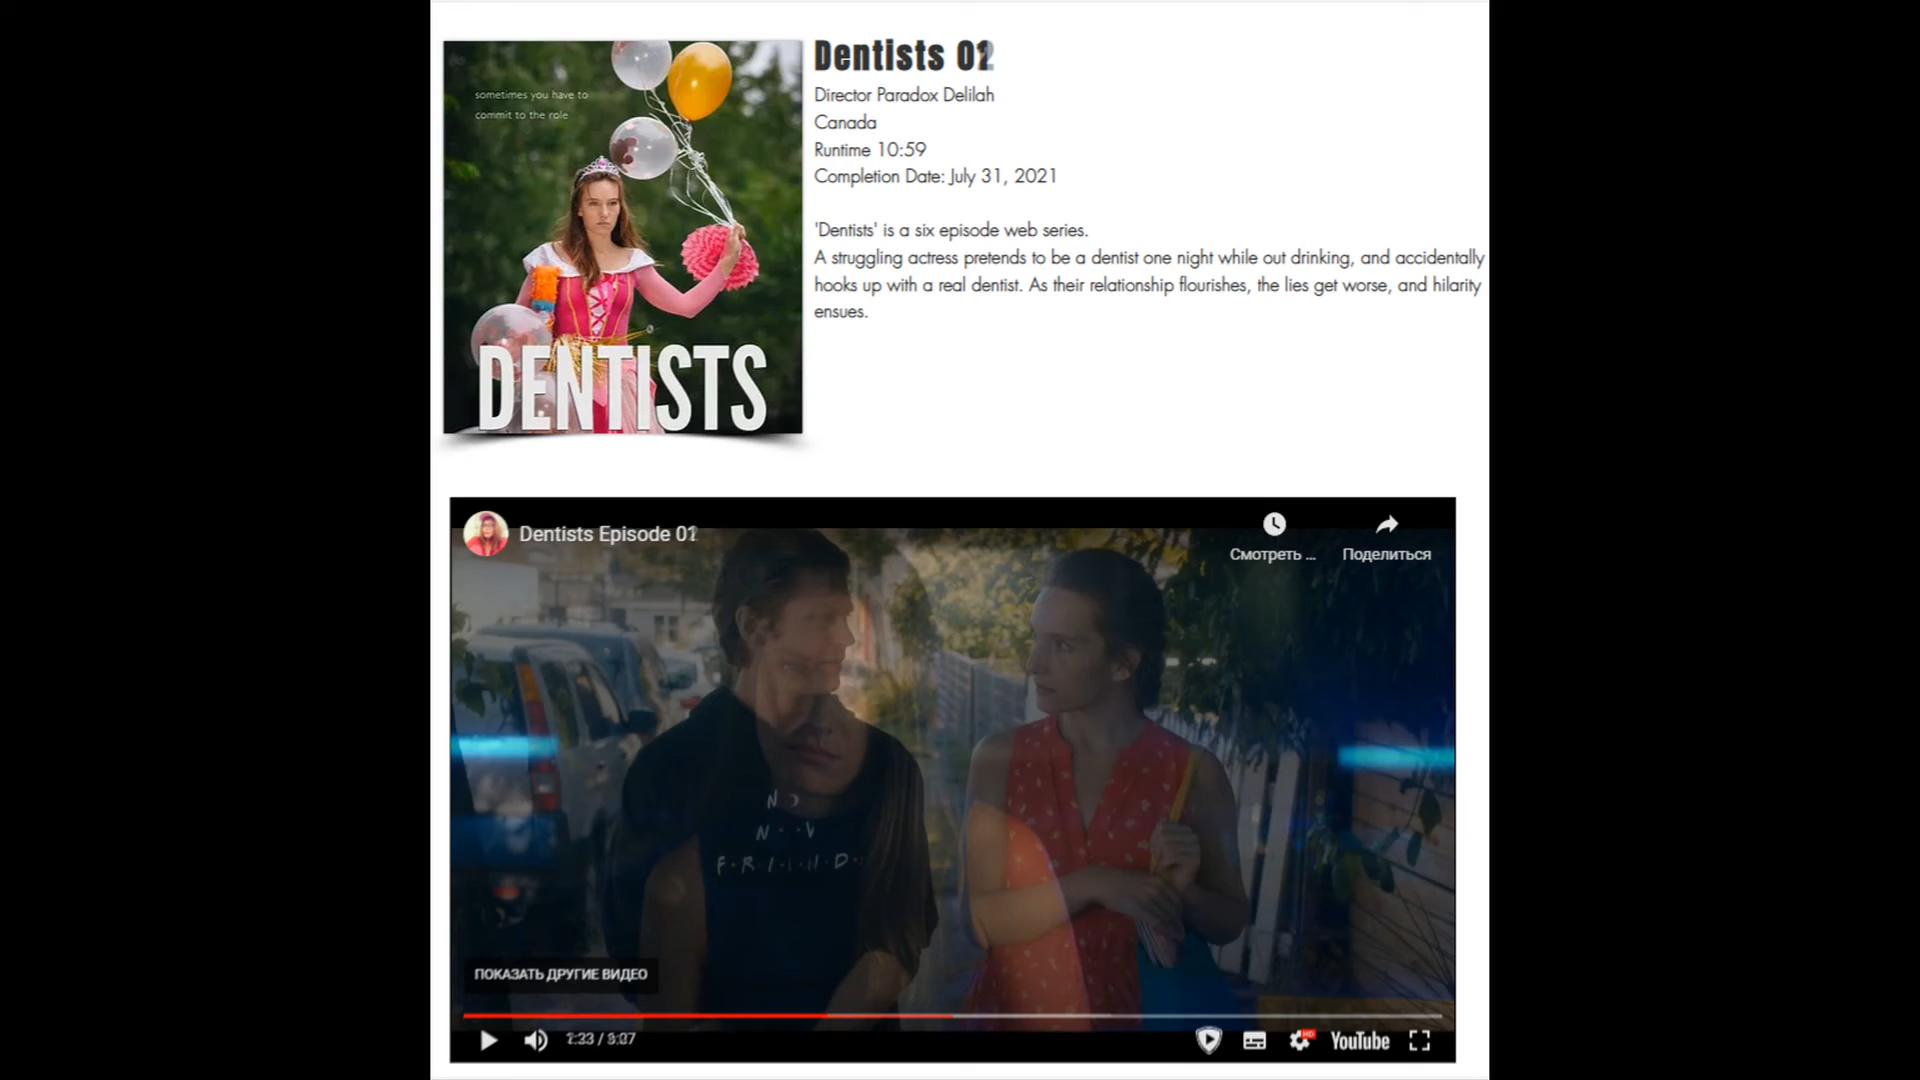 sometimes you have to
commit to the role
DENTISTS
Dentists
Director Paradox Delilah
Canada
Runtime 10:59
Completion Date: July 31, 2021
'Dentists' is a six episode web series.
A struggling actress pretends to be a dentist one night while out drinking, and accidentally
hooks up with a real dentist. As their relationship flourishes, the lies get worse, and hilarity
ensues.
Dentists Episode
Смотреть ...
Поделиться
ПОКАЗАТЬ ДРУГИЕ ВИДЕО
HD
YouTube